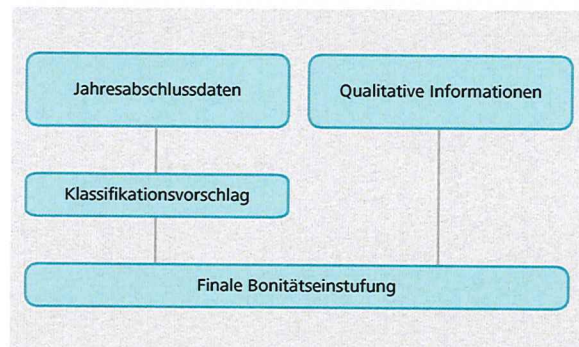 Jahresabschlussdaten
Qualitative Informationen
Klassifikationsvorschlag
Finale Bonitätseinstufung